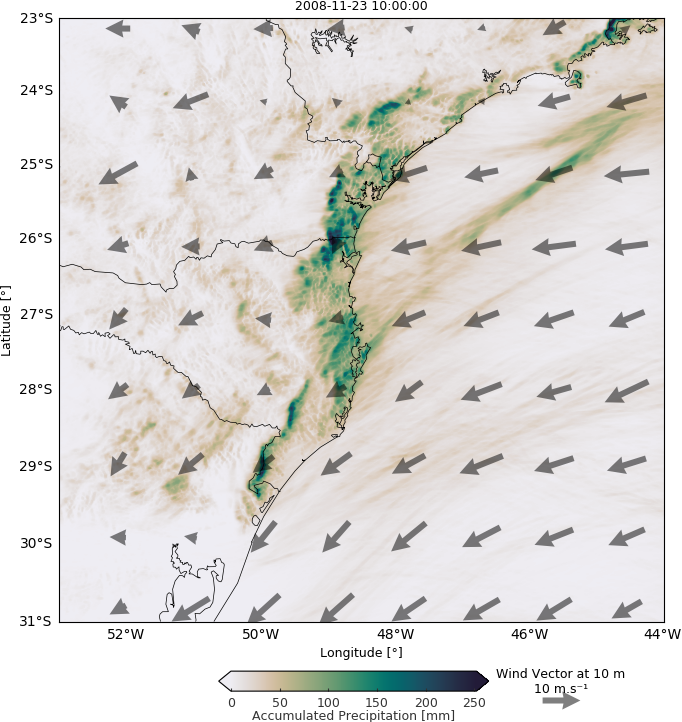 2008-11-23 10:00:00
23°S
24°S
25°S
26°S
27°S
28°S
29°S
30°S
31°S
Latitude [°]
52°W 50°W 48°W 46°W 44°W
Longitude [°]
0 50 100 150 200 250
Accumulated Precipitation [mm]
Wind Vector at 10 m
10 m.s⁻¹